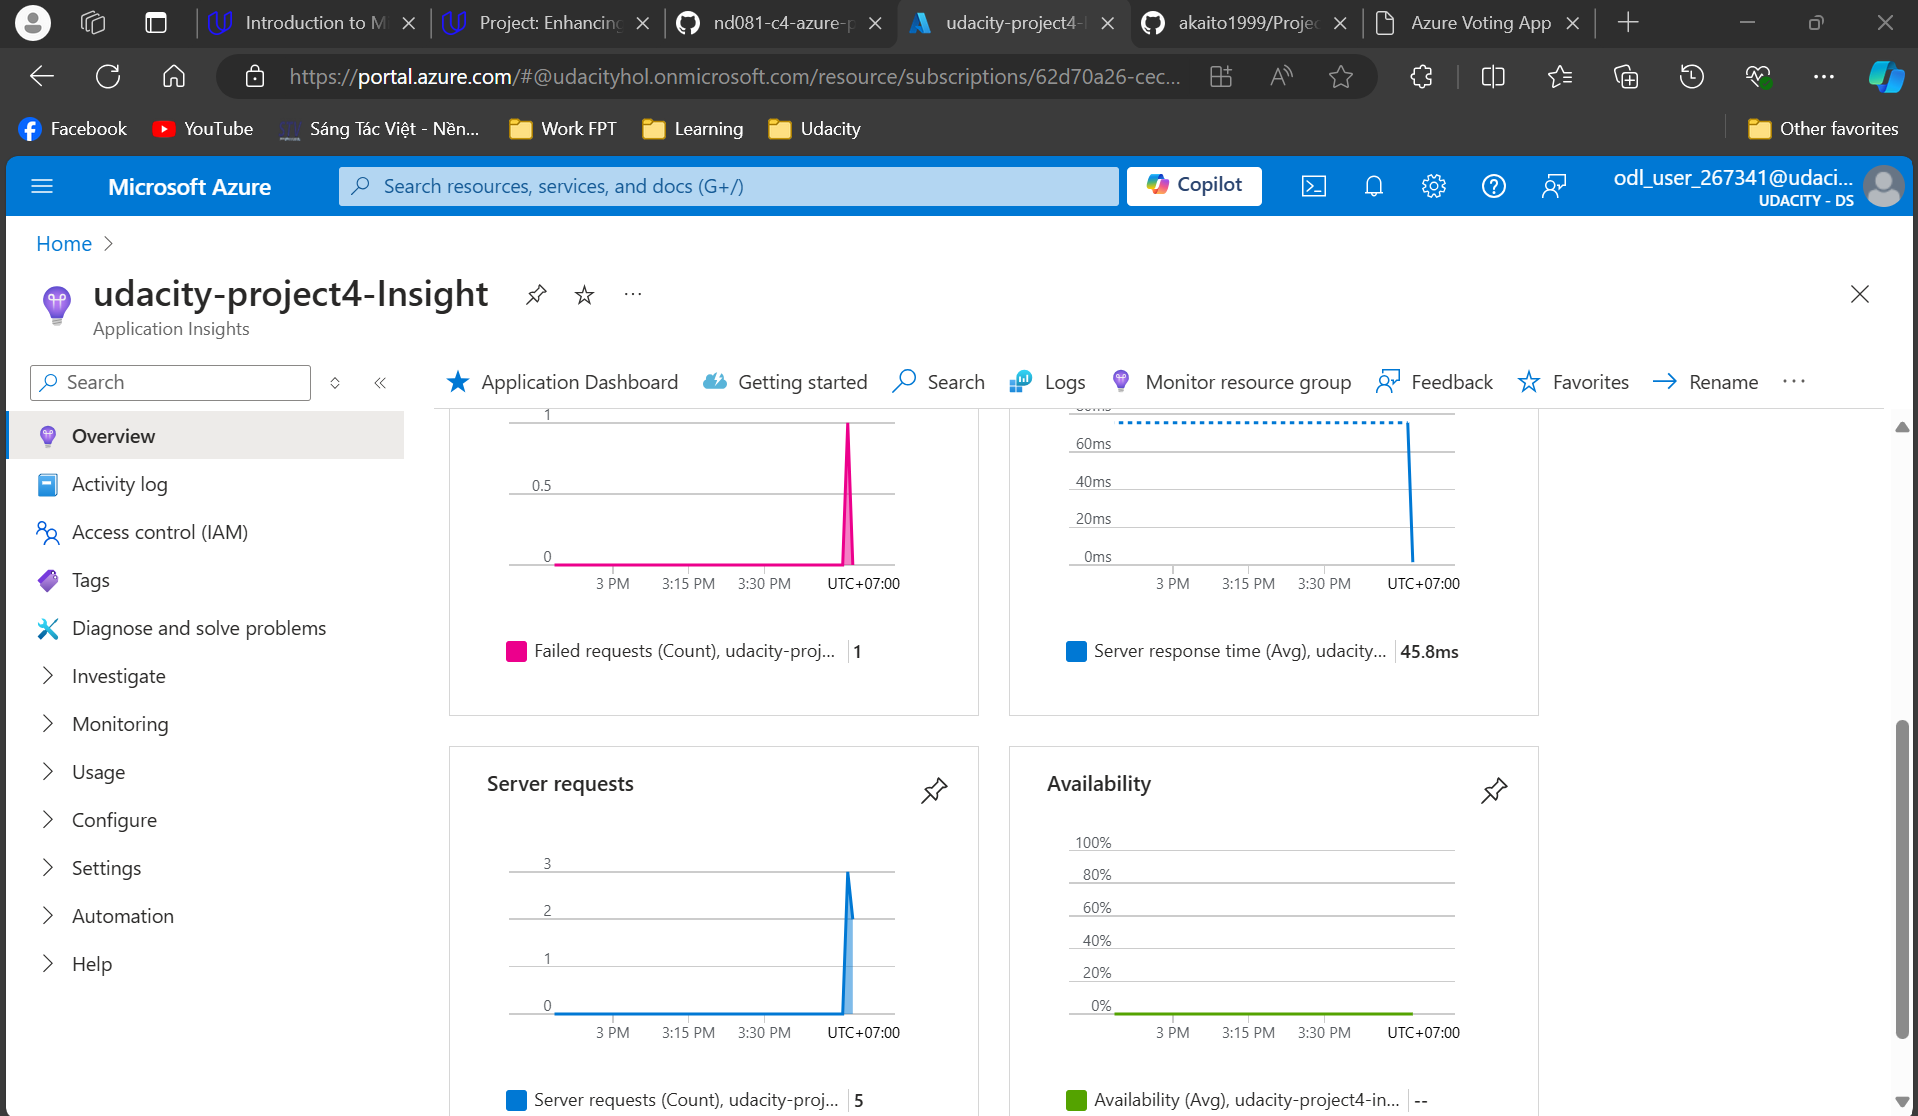 Introduction to M
Project: Enhancing
nd081-c4-azure-p
udacity-project4-I
akaito1999/Projec
Azure Voting App
https://portal.azure.com/#@udacityhol.onmicrosoft.com/resource/subscriptions/62d70a26-cec...
Facebook
YouTube
Sáng Tác Việt - Nền...
Work FPT
Learning
Udacity
Other favorites
Microsoft Azure
Search resources, services, and docs (G+/)
Copilot
odl_user_267341@udaci...
UDACITY - DS
Home
udacity-project4-Insight
Application Insights
Search
Application Dashboard
Getting started
Search
Logs
Monitor resource group
Feedback
Favorites
Rename
Overview
Activity log
Access control (IAM)
Tags
Diagnose and solve problems
Investigate
Monitoring
Usage
Configure
Settings
Automation
Help
1
0.5
0
3 PM
3:15 PM
3:30 PM
UTC+07:00
Failed requests (Count), udacity-proj...
1
80ms
60ms
40ms
20ms
0ms
3 PM
3:15 PM
3:30 PM
UTC+07:00
Server response time (Avg), udacity...
45.8ms
Server requests
3
2
1
0
3 PM
3:15 PM
3:30 PM
UTC+07:00
Server requests (Count), udacity-proj...
5
Availability
100%
80%
60%
40%
20%
0%
3 PM
3:15 PM
3:30 PM
UTC+07:00
Availability (Avg), udacity-project4-in...
--